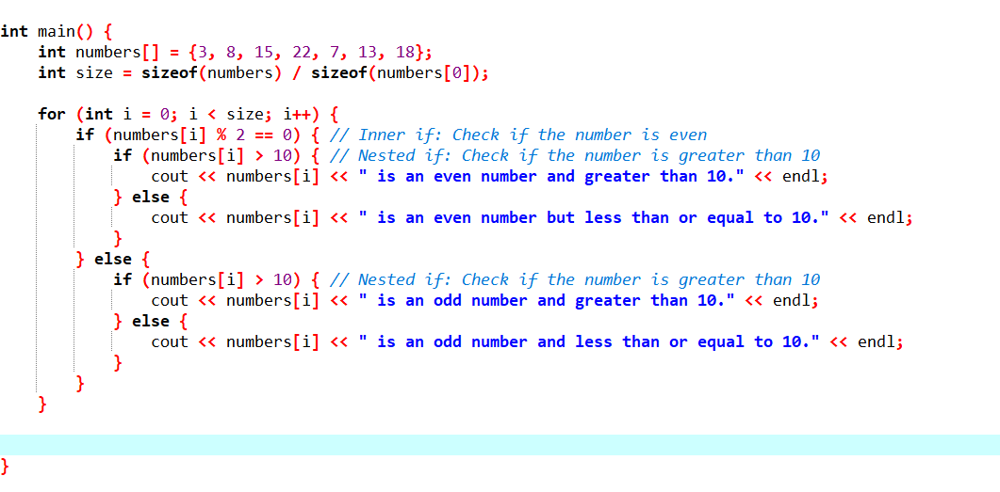 int main() {
    int numbers[] = {3, 8, 15, 22, 7, 13, 18};
    int size = sizeof(numbers) / sizeof(numbers[0]);

    for (int i = 0; i < size; i++) {
        if (numbers[i] % 2 == 0) { // Inner if: Check if the number is even
            if (numbers[i] > 10) { // Nested if: Check if the number is greater than 10
                cout << numbers[i] << " is an even number and greater than 10." << endl;
            } else {
                cout << numbers[i] << " is an even number but less than or equal to 10." << endl;
            }
        } else {
            if (numbers[i] > 10) { // Nested if: Check if the number is greater than 10
                cout << numbers[i] << " is an odd number and greater than 10." << endl;
            } else {
                cout << numbers[i] << " is an odd number and less than or equal to 10." << endl;
            }
        }
    }

}